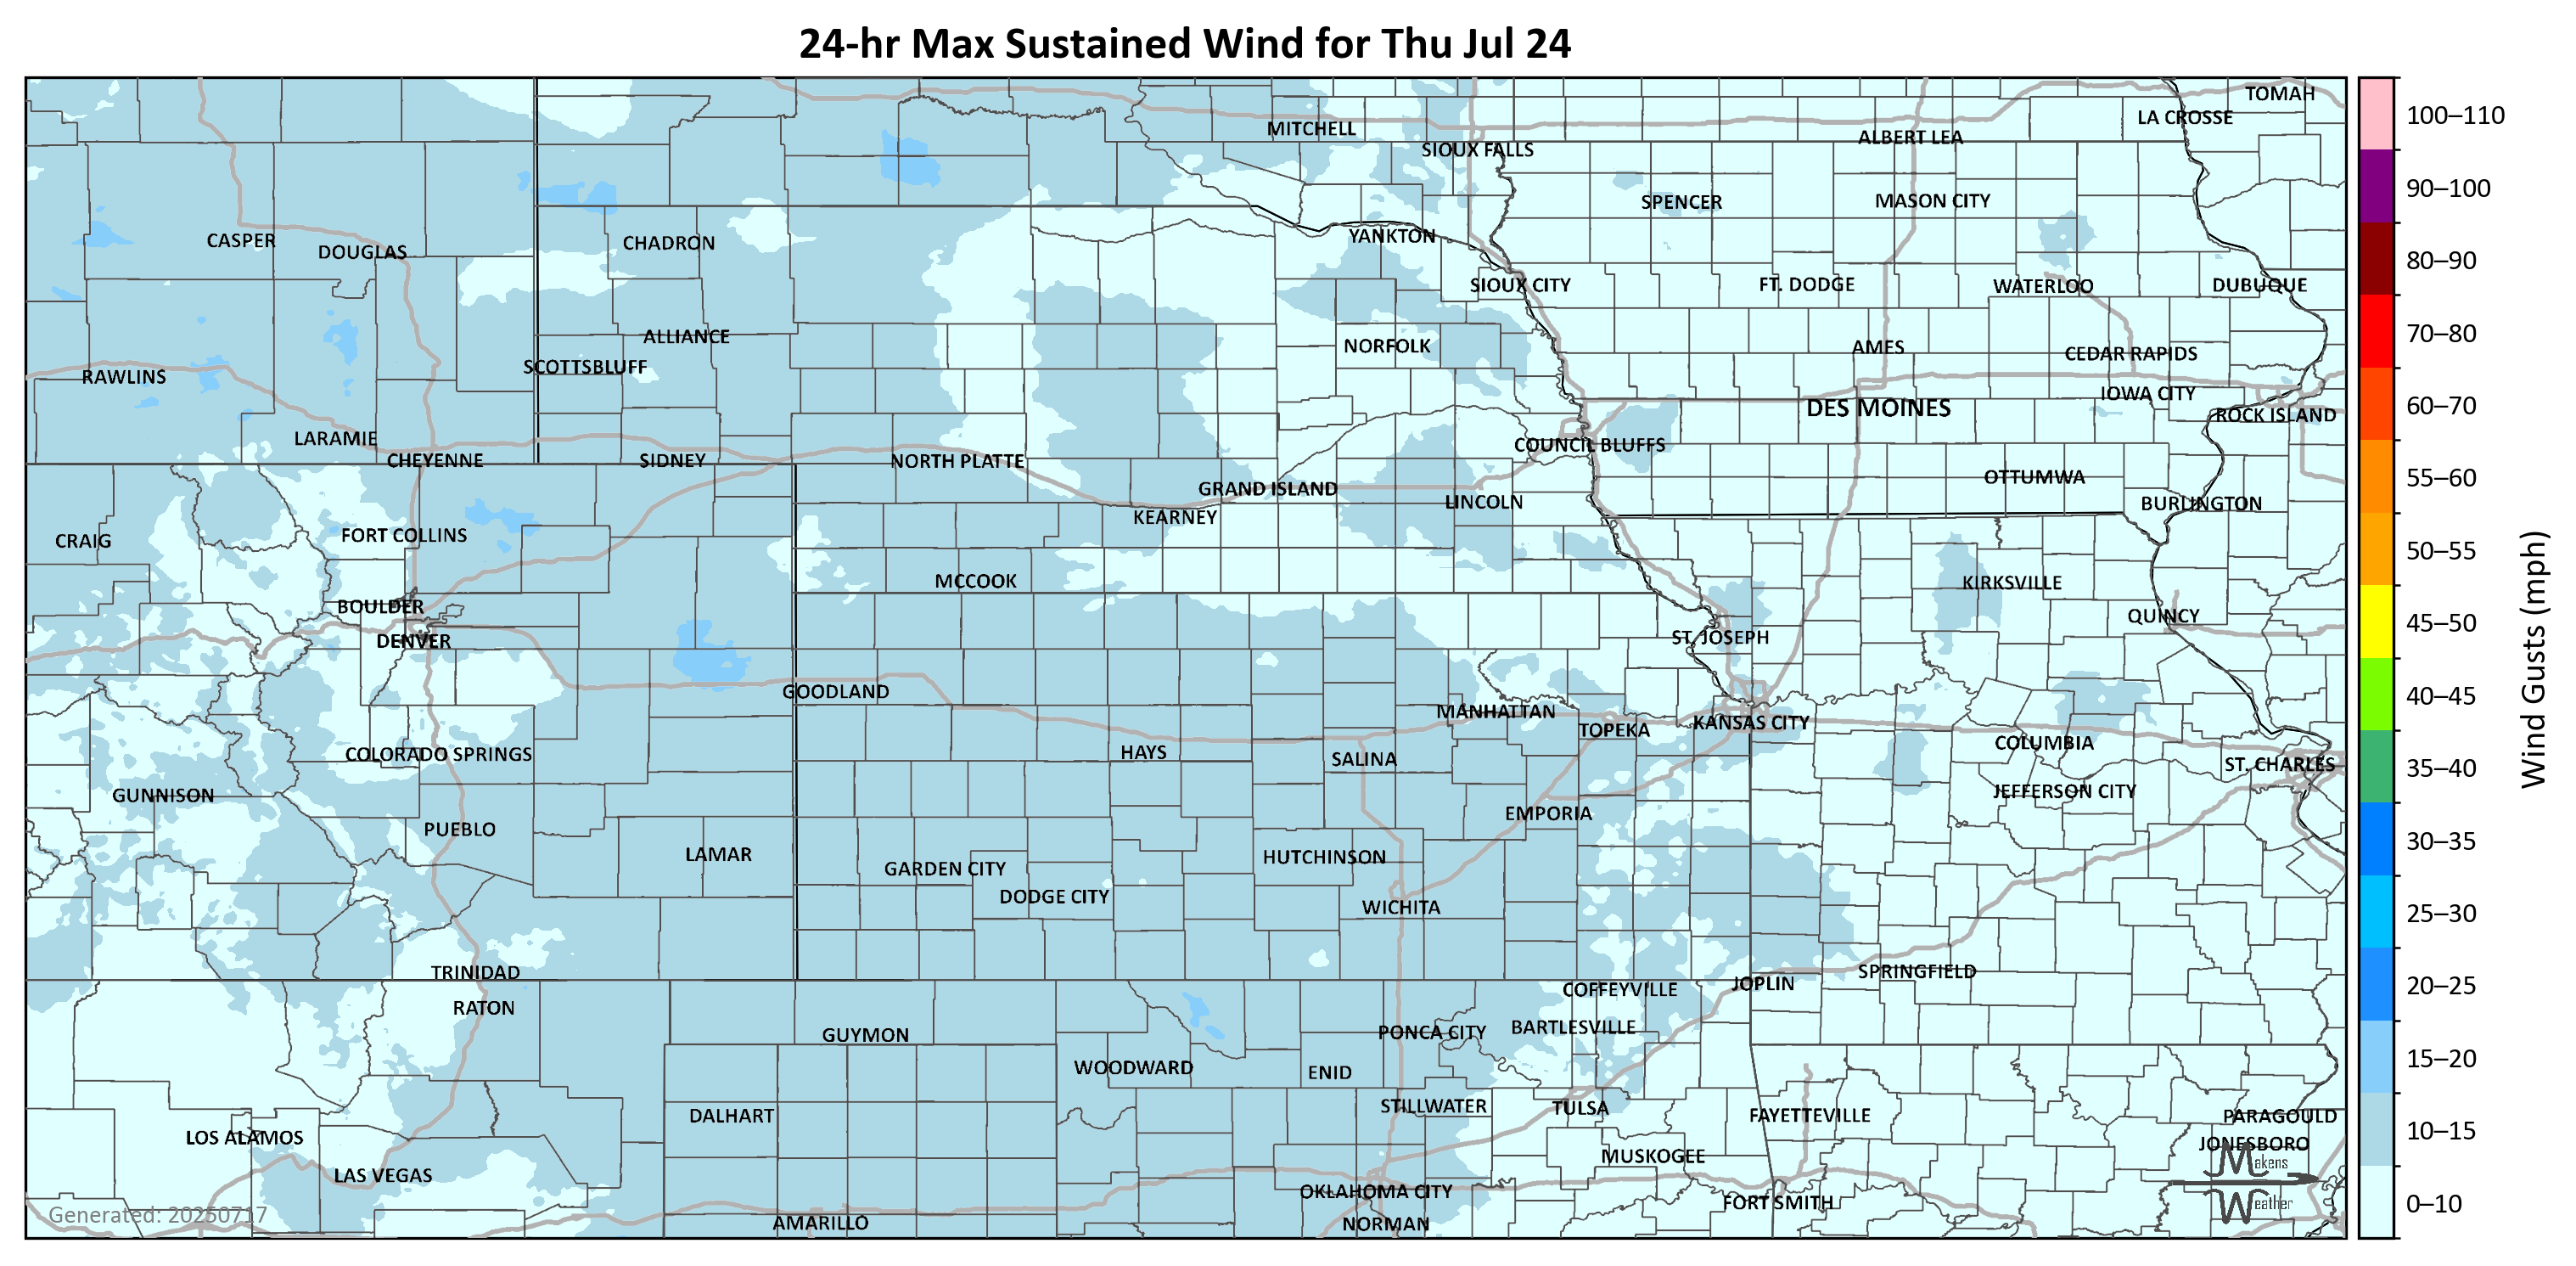 24-hr Max Sustained Wind for Thu Jul 24
TOMAH
LA CROSSE
MITCHELL
ALBERT LEA
SIOUX FALLS
SPENCER
MASON CITY
CASPER
DOUGLAS
CHADRON
YANKTON
SIOUX CITY
FT. DODGE
WATERLOO
DUBUQUE
ALLIANCE
NORFOLK
AMES
CEDAR RAPIDS
SCOTTSBLUFF
RAWLINS
IOWA CITY
DES MOINES
ROCK ISLAND
LARAMIE
COUNCIL BLUFFS
CHEYENNE
SIDNEY
NORTH PLATTE
OTTUMWA
GRAND ISLAND
LINCOLN
BURLINGTON
KEARNEY
FORT COLLINS
CRAIG
MCCOOK
KIRKSVILLE
BOULDER
QUINCY
DENVER
ST. JOSEPH
GOODLAND
MANHATTAN
KANSAS CITY
TOPEKA
COLUMBIA
COLORADO SPRINGS
HAYS
SALINA
ST. CHARLES
GUNNISON
JEFFERSON CITY
EMPORIA
PUEBLO
LAMAR
HUTCHINSON
GARDEN CITY
DODGE CITY
WICHITA
TRINIDAD
SPRINGFIELD
JOPLIN
COFFEYVILLE
RATON
BARTLESVILLE
GUYMON
PONCA CITY
WOODWARD
ENID
STILLWATER
TULSA
DALHART
FAYETTEVILLE
PARAGOULD
LOS ALAMOS
JONESBORO
MUSKOGEE
LAS VEGAS
OKLAHOMA CITY
FORT SMITH
AMARILLO
NORMAN
Generated: 20250717
Makens
Weather
100–110
90–100
80–90
70–80
60–70
55–60
50–55
45–50
40–45
35–40
30–35
25–30
20–25
15–20
10–15
0–10
Wind Gusts (mph)